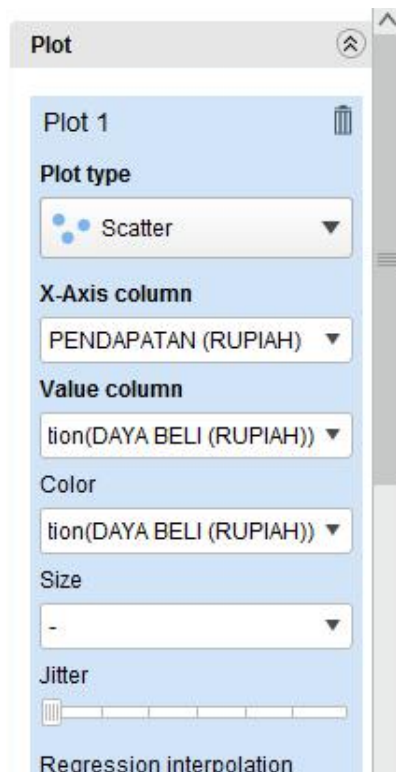 Plot
Plot 1
Plot type
Scatter
X-Axis column
PENDAPATAN (RUPIAH)
Value column
tion(DAYA BELI (RUPIAH))
Color
tion(DAYA BELI (RUPIAH))
Size
-
Jitter
Regression interpolation